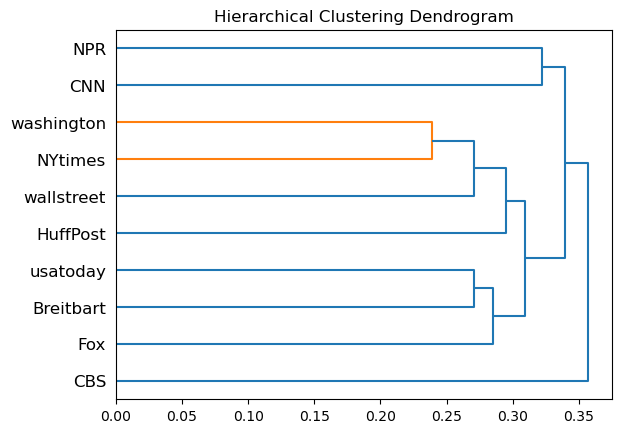 Hierarchical Clustering Dendrogram
NPR
CNN
washington
NYtimes
wallstreet
HuffPost
usatoday
Breitbart
Fox
CBS
0.00 0.05 0.10 0.15 0.20 0.25 0.30 0.35